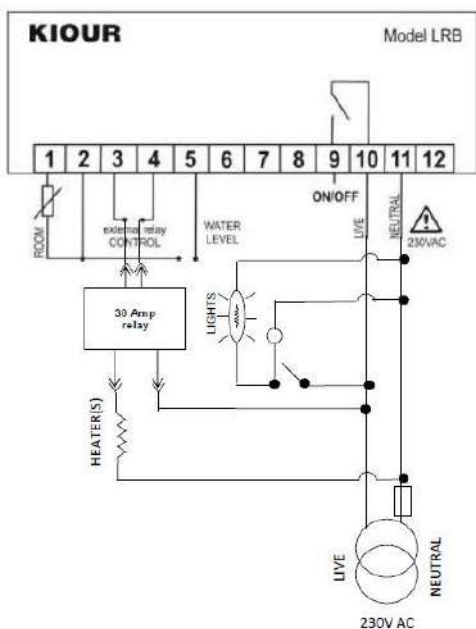 KIOUR Model LRB
1 2 3 4 5 6 7 8 9 10 11 12
ON/OFF
ROOM
external relay
CONTROL
WATER
LEVEL
LIVE
NEUTRAL
230VAC
30 Amp
relay
LIGHTS
HEATER(S)
LIVE
NEUTRAL
230V AC